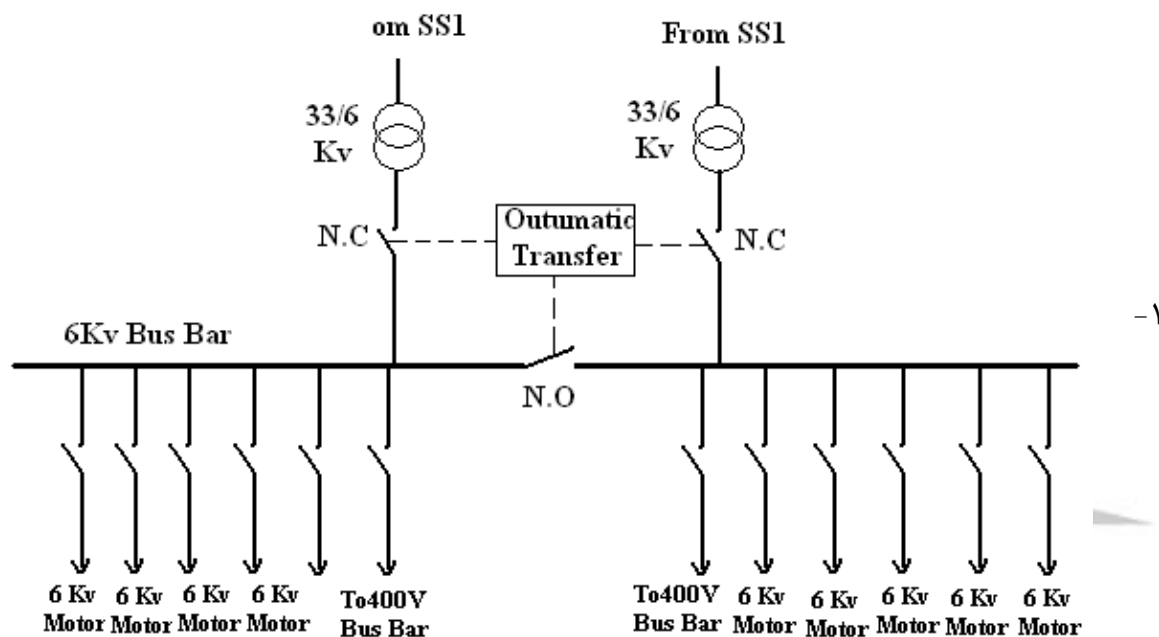 om SS1
From SS1
33/6
Kv
33/6
Kv
N.C
Outumatic
Transfer
N.C
6Kv Bus Bar
N.O
-۷
6 Kv
Motor
6 Kv
Motor
6 Kv
Motor
6 Kv
Motor
To400V
Bus Bar
To400V
Bus Bar
6 Kv
Motor
6 Kv
Motor
6 Kv
Motor
6 Kv
Motor
6 Kv
Motor